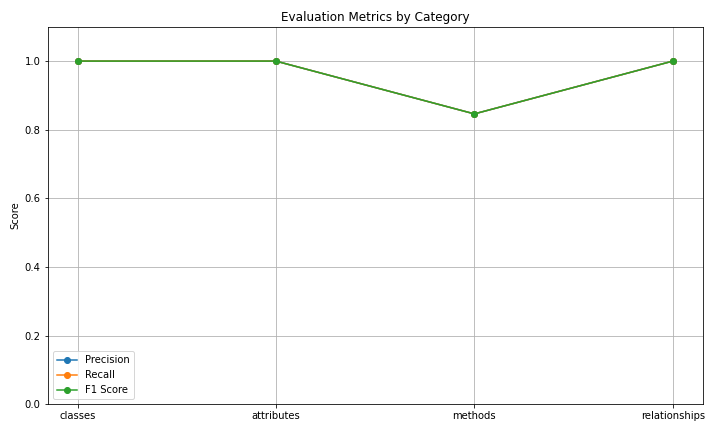 Evaluation Metrics by Category
Score
1.0
0.8
0.6
0.4
0.2
0.0
Precision
Recall
F1 Score
classes
attributes
methods
relationships